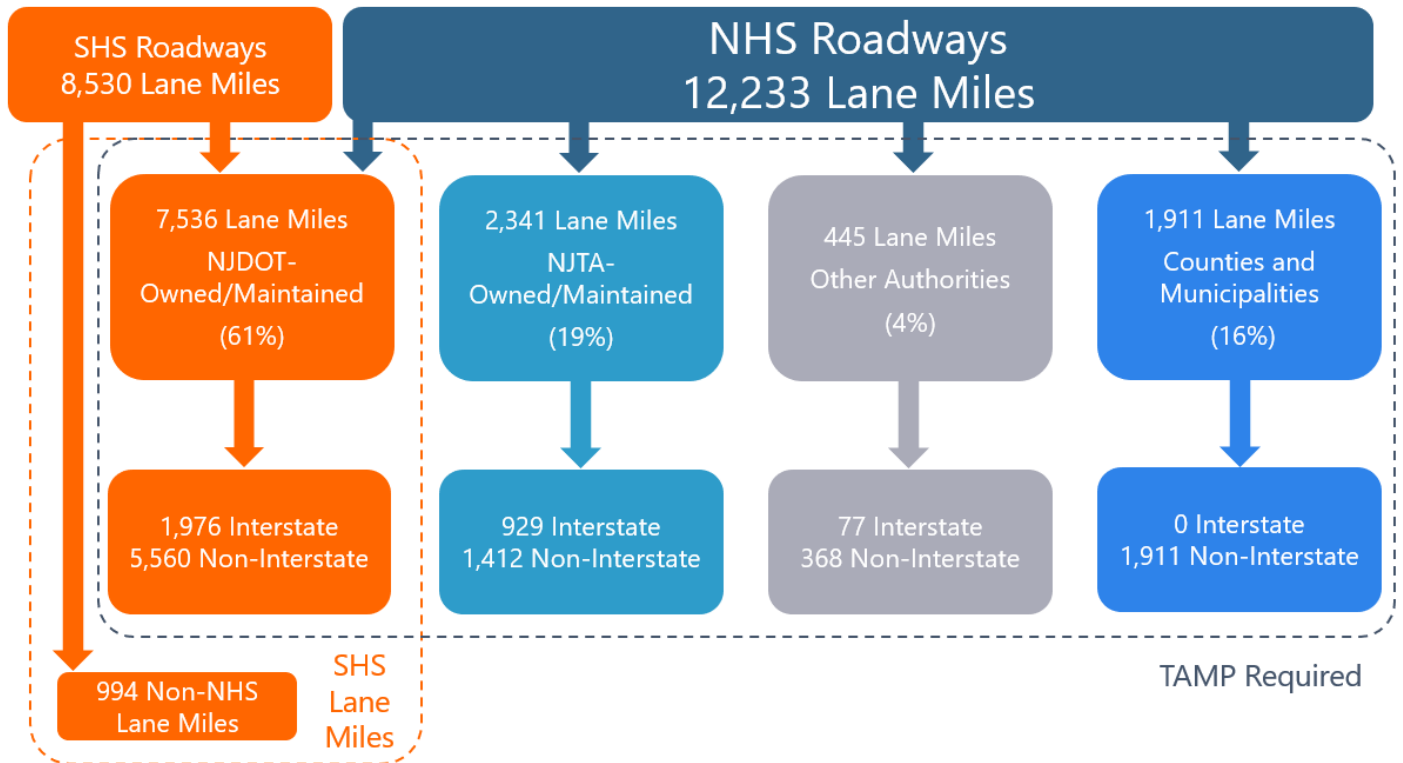 SHS Roadways
8,530 Lane Miles
NHS Roadways
12,233 Lane Miles
7,536 Lane Miles
NJDOT-
Owned/Maintained
(61%)
2,341 Lane Miles
NJTA-
Owned/Maintained
(19%)
445 Lane Miles
Other Authorities
(4%)
1,911 Lane Miles
Counties and
Municipalities
(16%)
1,976 Interstate
5,560 Non-Interstate
929 Interstate
1,412 Non-Interstate
77 Interstate
368 Non-Interstate
0 Interstate
1,911 Non-Interstate
994 Non-NHS
Lane Miles
SHS
Lane
Miles
TAMP Required